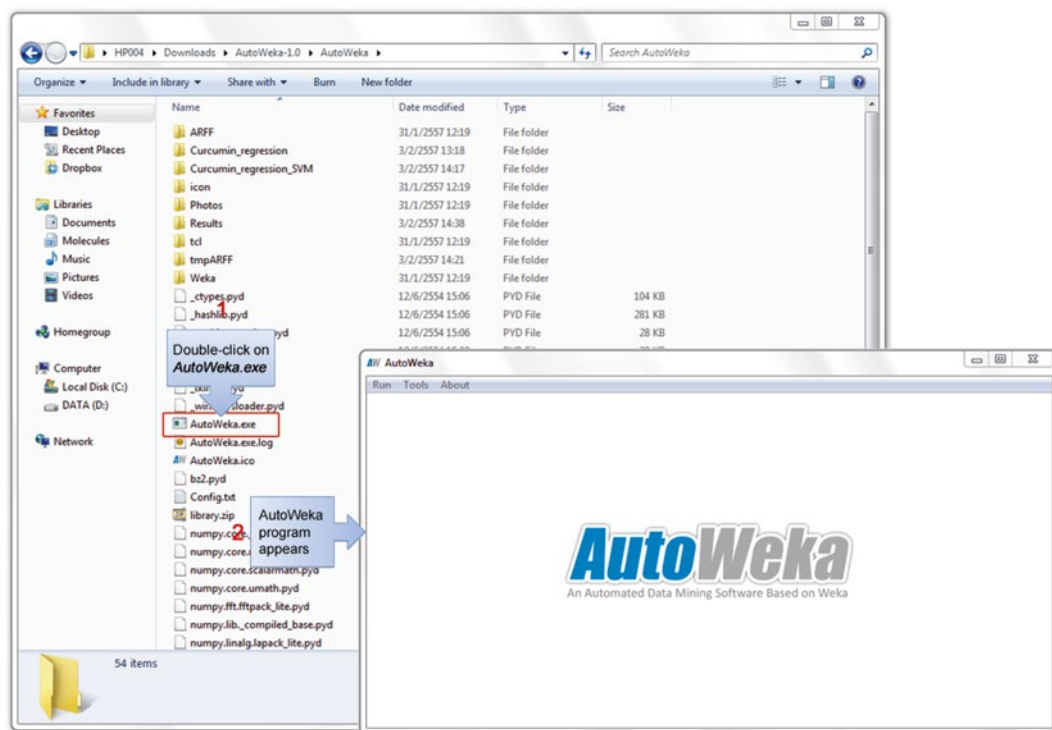 HP004 ▸ Downloads ▸ AutoWeka-1.0 ▸ AutoWeka ▸
Search AutoWeka
Organize Include in library Share with Burn New folder
Favorites
Desktop
Recent Places
Dropbox
Libraries
Documents
Molecules
Music
Pictures
Videos
Homegroup
Computer
Local Disk (C:)
DATA (D:)
Network
Name Date modified Type Size
ARFF 31/1/2557 12:19 File folder
Curcumin_regression 3/2/2557 13:18 File folder
Curcumin_regression_SVM 3/2/2557 14:17 File folder
icon 31/1/2557 12:19 File folder
Photos 31/1/2557 12:19 File folder
Results 3/2/2557 14:38 File folder
tcl 31/1/2557 12:19 File folder
tmpARFF 3/2/2557 14:21 File folder
Weka 31/1/2557 12:19 File folder
_ctypes.pyd 12/6/2554 15:06 PYD File 104 KB
_hashlib.pyd 12/6/2554 15:06 PYD File 281 KB
12/6/2554 15:06 PYD File 28 KB
1
Double-click on
AutoWeka.exe
AutoWeka.exe
AutoWeka.exe.log
AutoWeka.ico
bz2.pyd
Config.txt
library.zip
numpy.core.
numpy.core.
numpy.core.scalarmath.pyd
numpy.core.umath.pyd
numpy.fft.fftpack_lite.pyd
numpy.lib._compiled_base.pyd
numpy.linalg.lapack_lite.pyd
54 items
2
AutoWeka
program
appears
AW AutoWeka
Run Tools About
AutoWeka
An Automated Data Mining Software Based on Weka